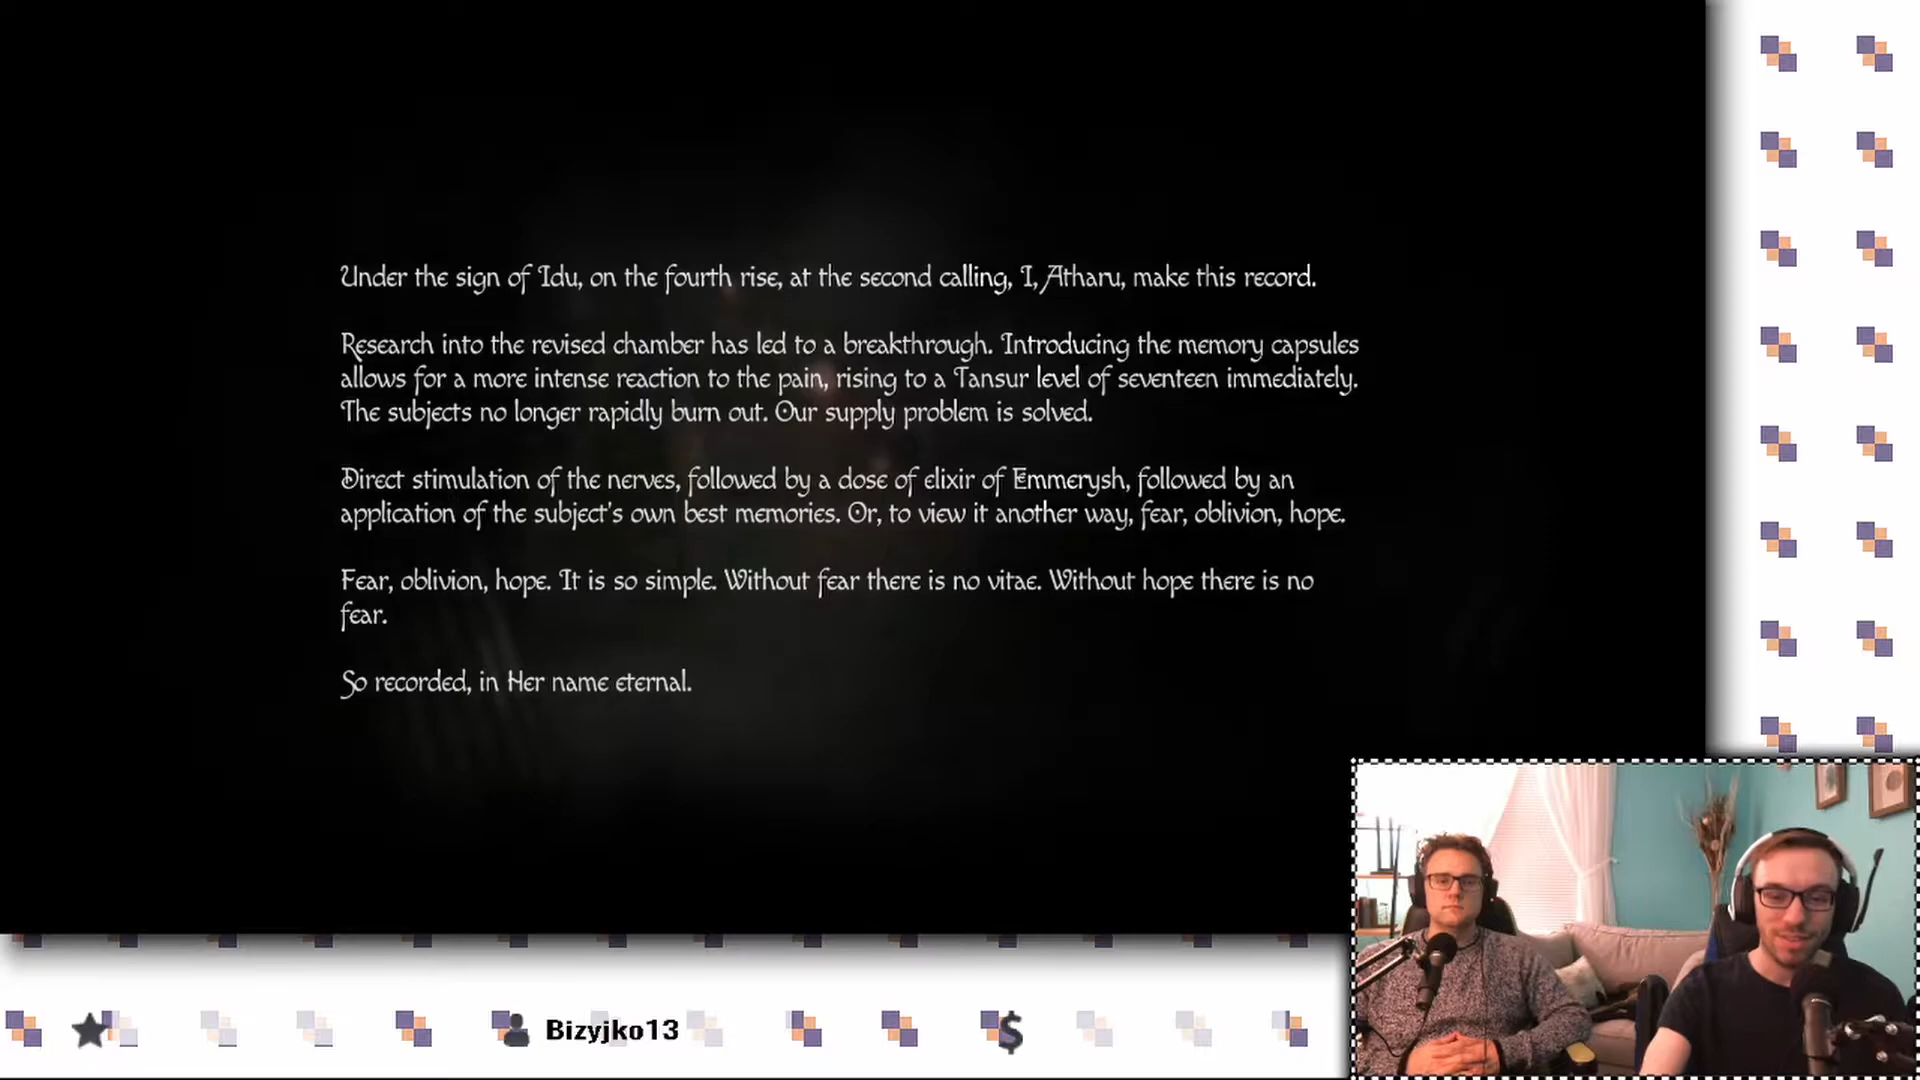 Under the sign of Idu, on the fourth rise, at the second calling, I, Atharu, make this record.
Research into the revised chamber has led to a breakthrough. Introducing the memory capsules
allows for a more intense reaction to the pain, rising to a Tansur level of seventeen immediately.
The subjects no longer rapidly burn out. Our supply problem is solved.
Direct stimulation of the nerves, followed by a dose of elixir of Emmerysh, followed by an
application of the subject's own best memories. Or, to view it another way, fear, oblivion, hope.
Fear, oblivion, hope. It is so simple. Without fear there is no vitae. Without hope there is no
fear.
So recorded, in Her name eternal.
Bizyjko13
$